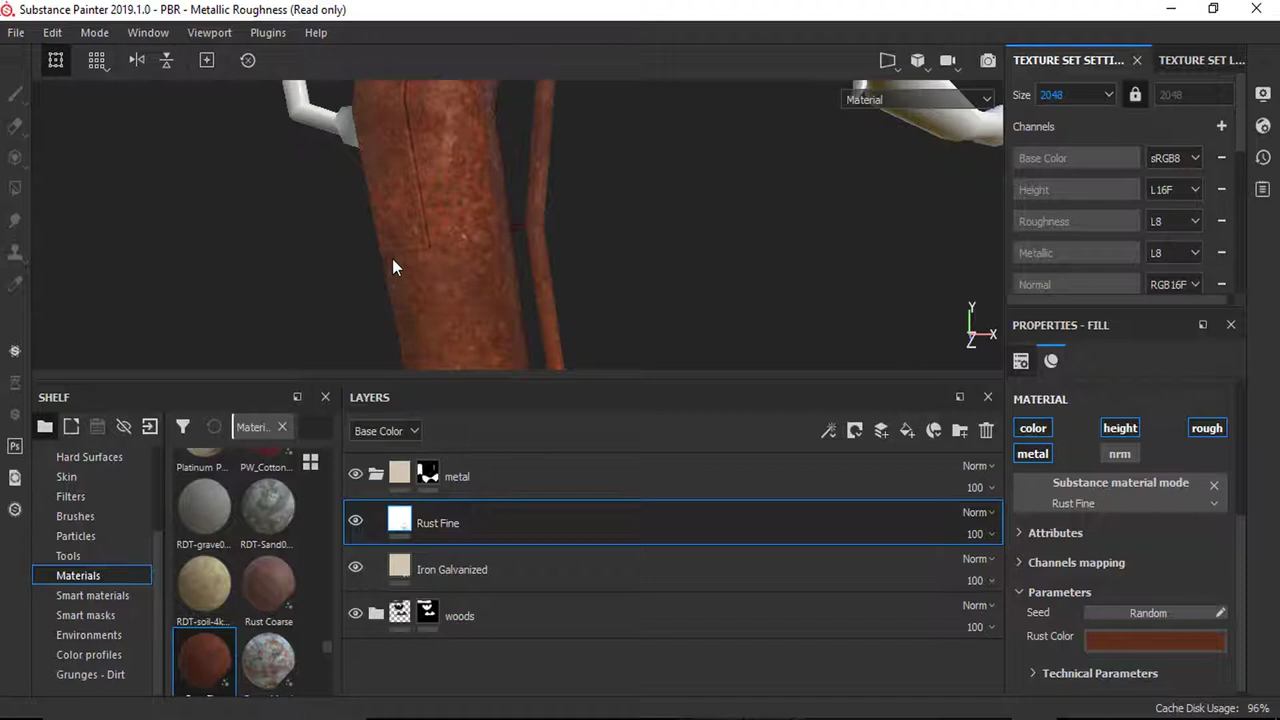 Substance Painter 2019.1.0 - PBR - Metallic Roughness (Read only)
File Edit Mode Window Viewport Plugins Help
Material
Y
X
Z
TEXTURE SET SETTI...
TEXTURE SET L...
Size 2048 2048
Channels
Base Color sRGB8
Height L16F
Roughness L8
Metallic L8
Normal RGB16F
PROPERTIES - FILL
MATERIAL
color height rough
metal nrm
Substance material mode
Rust Fine
Attributes
Channels mapping
Parameters
Seed Random
Rust Color
Technical Parameters
SHELF
Ps
Materi..
Hard Surfaces
Skin
Filters
Brushes
Particles
Tools
Materials
Smart materials
Smart masks
Environments
Color profiles
Grunges - Dirt
Platinum P... PW_Cotton...
RDT-grave0... RDT-Sand0...
RDT-soil-4k... Rust Coarse
LAYERS
Base Color
metal Norm 100
Rust Fine Norm 100
Iron Galvanized Norm 100
woods Norm 100
Cache Disk Usage: 96%